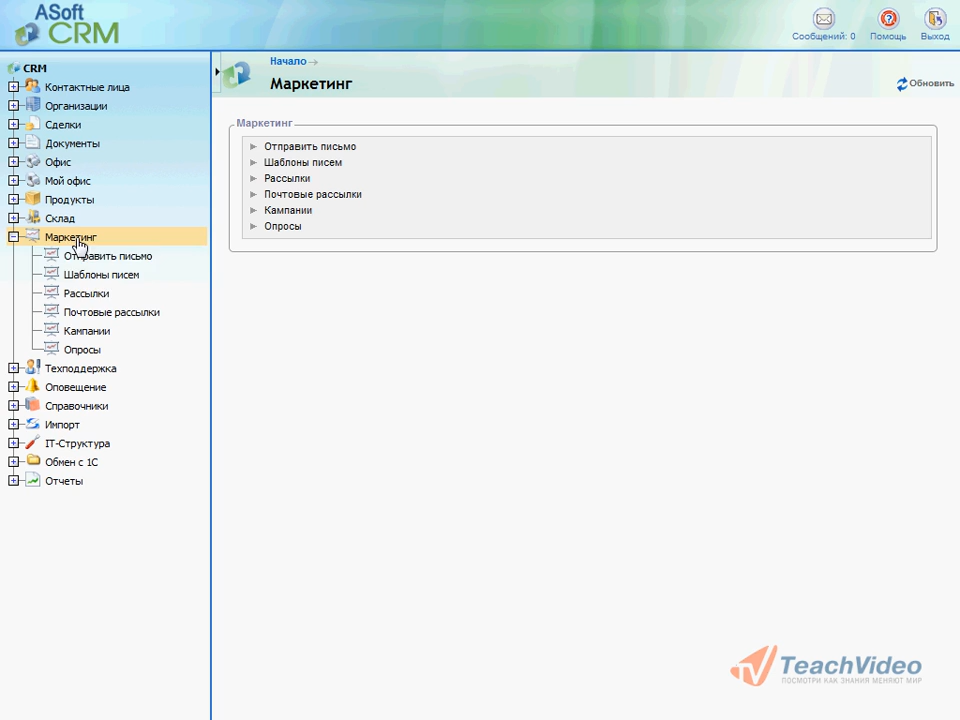 ASoft
CRM
Сообщений: 0
Помощь
Выход
CRM
Контактные лица
Организации
Сделки
Документы
Офис
Мой офис
Продукты
Склад
Маркетинг
Отправить письмо
Шаблоны писем
Рассылки
Почтовые рассылки
Кампании
Опросы
Техподдержка
Оповещение
Справочники
Импорт
IT-Структура
Обмен с 1С
Отчеты
Начало
Маркетинг
Обновить
Маркетинг
Отправить письмо
Шаблоны писем
Рассылки
Почтовые рассылки
Кампании
Опросы
TeachVideo
ПОСМОТРИ КАК ЗНАНИЯ МЕНЯЮТ МИР